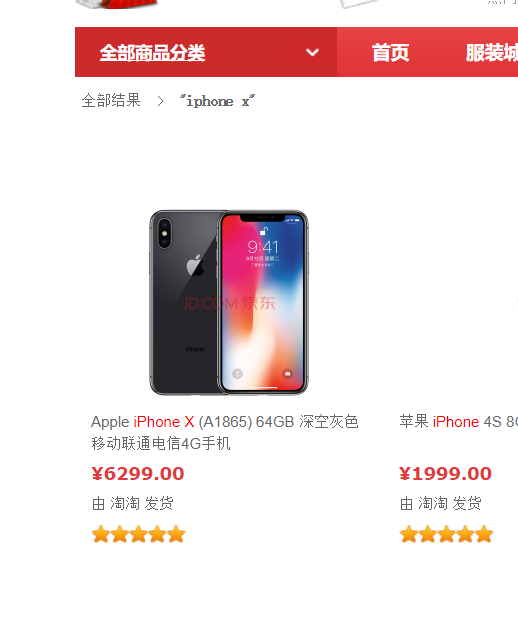 全部商品分类
首页
服装城
全部结果 > "iphone x"
9:41
JD.COM 京东
iPhone
Apple iPhone X (A1865) 64GB 深空灰色
移动联通电信4G手机
¥6299.00
由 淘淘 发货
苹果 iPhone 4S
¥1999.00
由 淘淘 发货